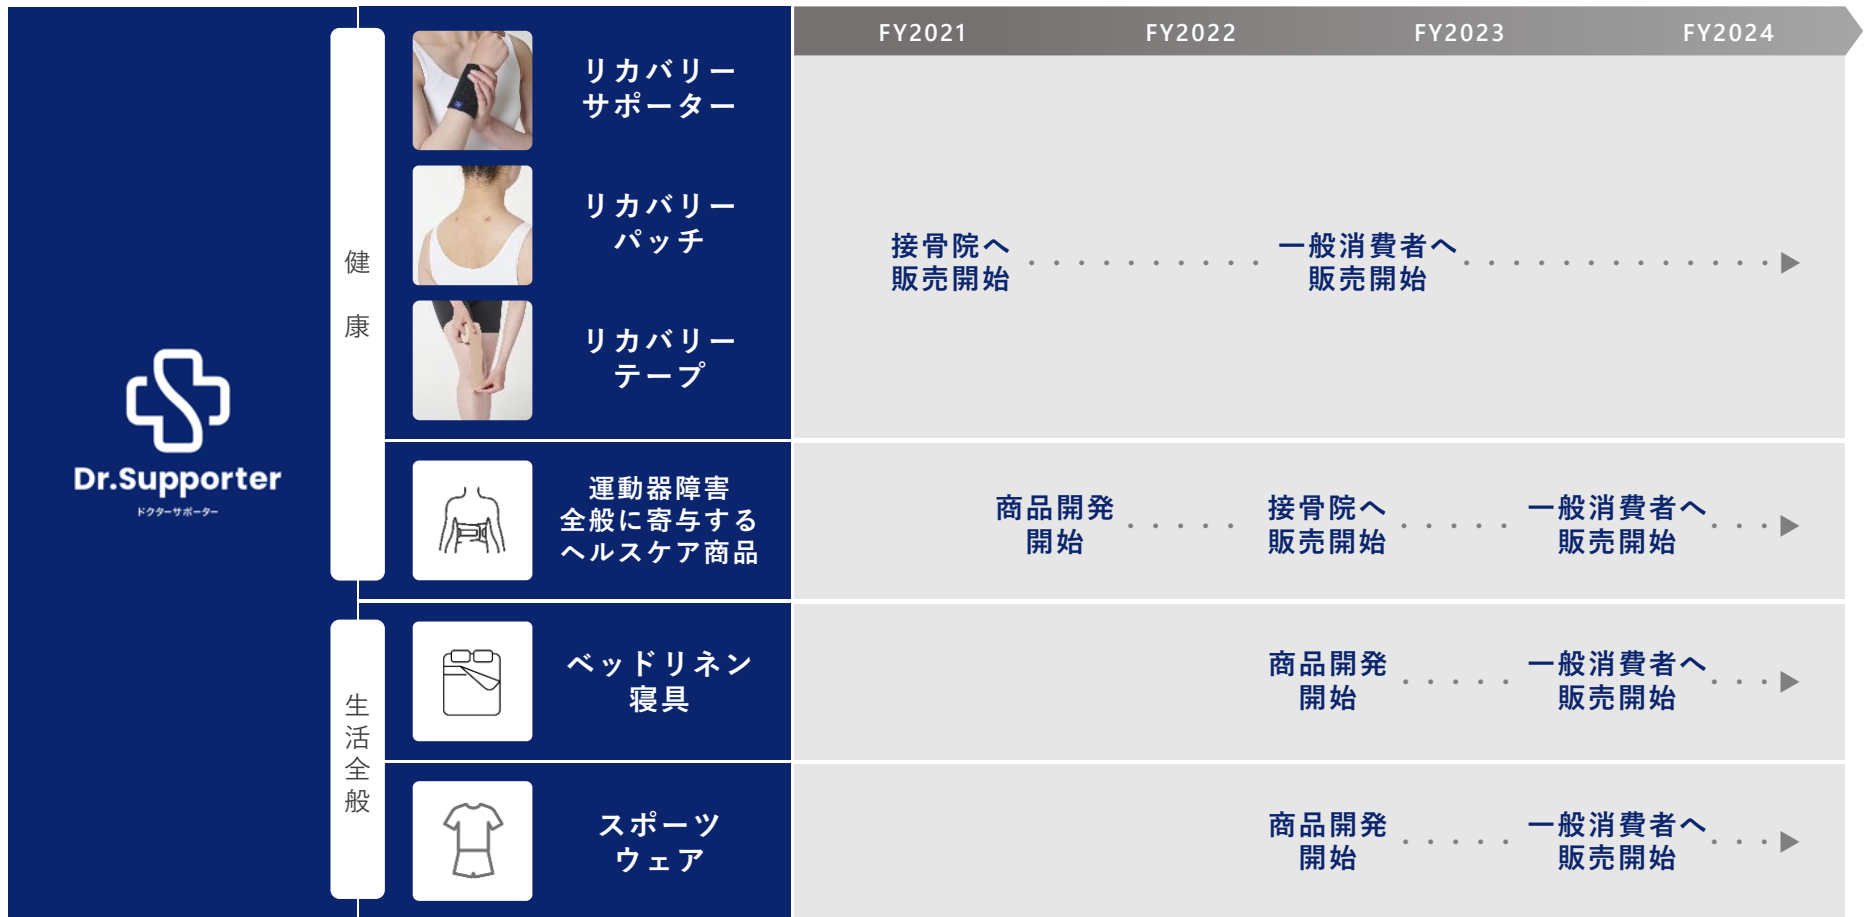 FY2021
FY2022
FY2023
FY2024
Dr.Supporter
ドクターサポーター
健康
リカバリー
サポーター
リカバリー
パッチ
リカバリー
テープ
接骨院へ
販売開始
一般消費者へ
販売開始
運動器障害
全般に寄与する
ヘルスケア商品
商品開発
開始
接骨院へ
販売開始
一般消費者へ
販売開始
生活全般
ベッドリネン
寝具
商品開発
開始
一般消費者へ
販売開始
スポーツ
ウェア
商品開発
開始
一般消費者へ
販売開始